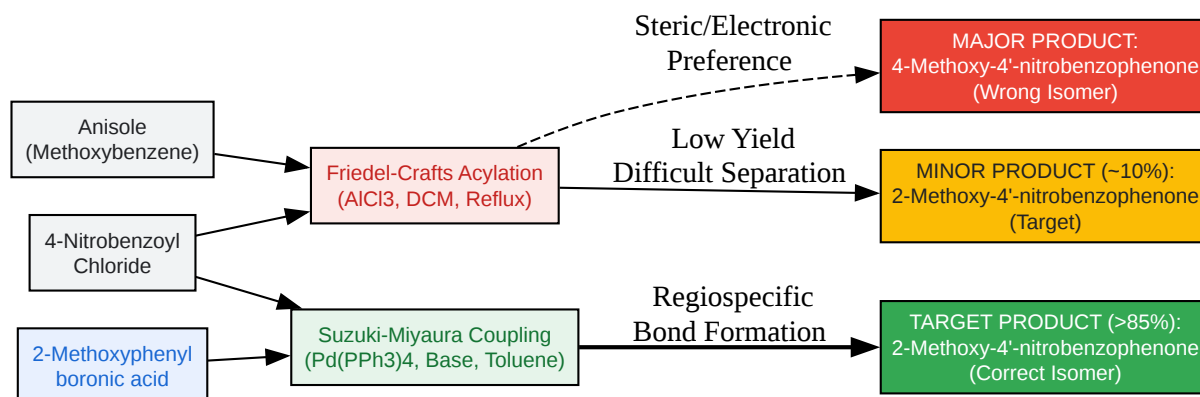 Anisole
(Methoxybenzene)
4-Nitrobenzoyl
Chloride
2-Methoxyphenyl
boronic acid
Friedel-Crafts Acylation
(AlCl3, DCM, Reflux)
Suzuki-Miyaura Coupling
(Pd(PPh3)4, Base, Toluene)
Steric/Electronic
Preference
Low Yield
Difficult Separation
Regiospecific
Bond Formation
MAJOR PRODUCT:
4-Methoxy-4'-nitrobenzophenone
(Wrong Isomer)
MINOR PRODUCT (~10%):
2-Methoxy-4'-nitrobenzophenone
(Target)
TARGET PRODUCT (>85%):
2-Methoxy-4'-nitrobenzophenone
(Correct Isomer)